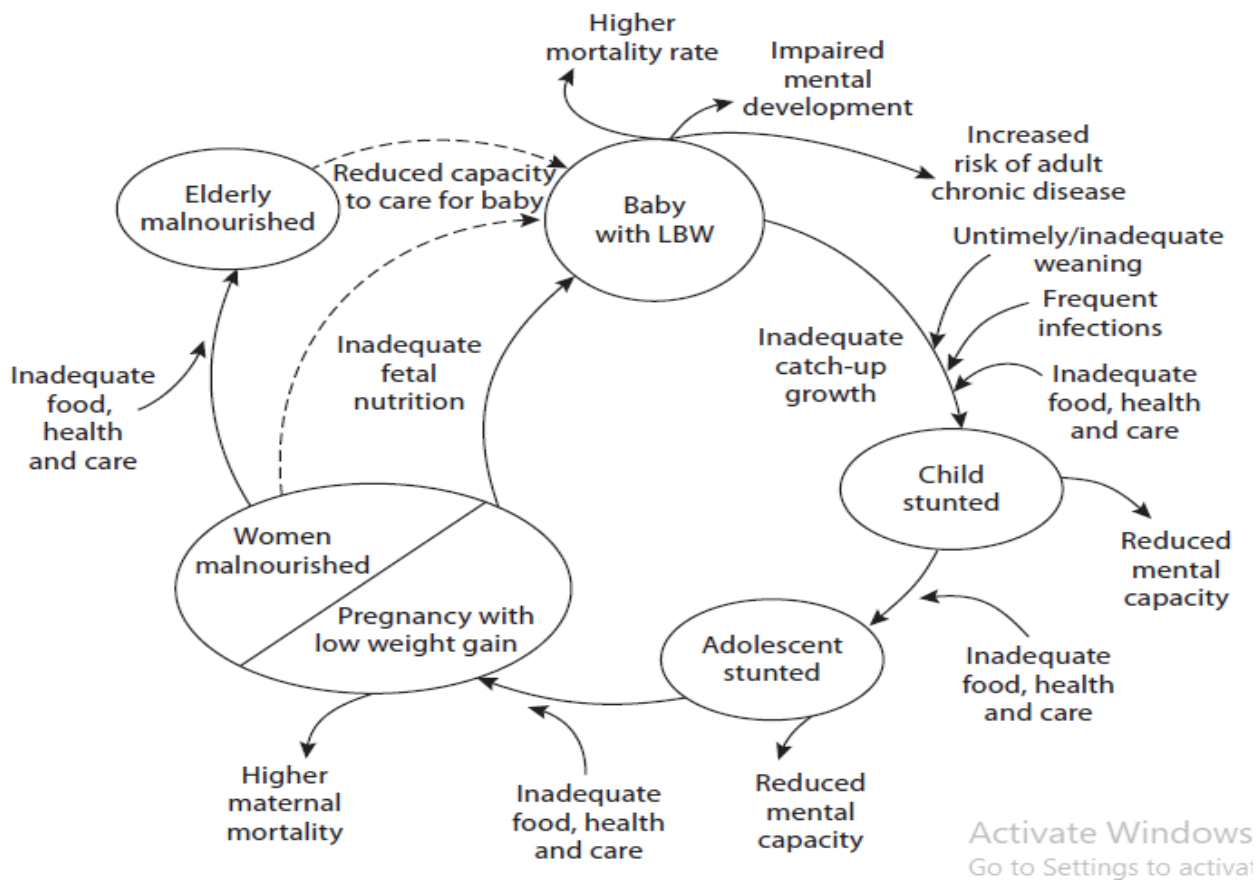 Higher
mortality rate
Impaired
mental
development
Increased
risk of adult
chronic disease
Elderly
malnourished
Reduced capacity
to care for baby
Baby
with LBW
Untimely/inadequate
weaning
Frequent
infections
Inadequate
food, health
and care
Inadequate
catch-up
growth
Inadequate
fetal
nutrition
Inadequate
food,
health
and care
Child
stunted
Reduced
mental
capacity
Women
malnourished
Pregnancy with
low weight gain
Adolescent
stunted
Inadequate
food, health
and care
Higher
maternal
mortality
Inadequate
food, health
and care
Reduced
mental
capacity
Activate Windows
Go to Settings to activat